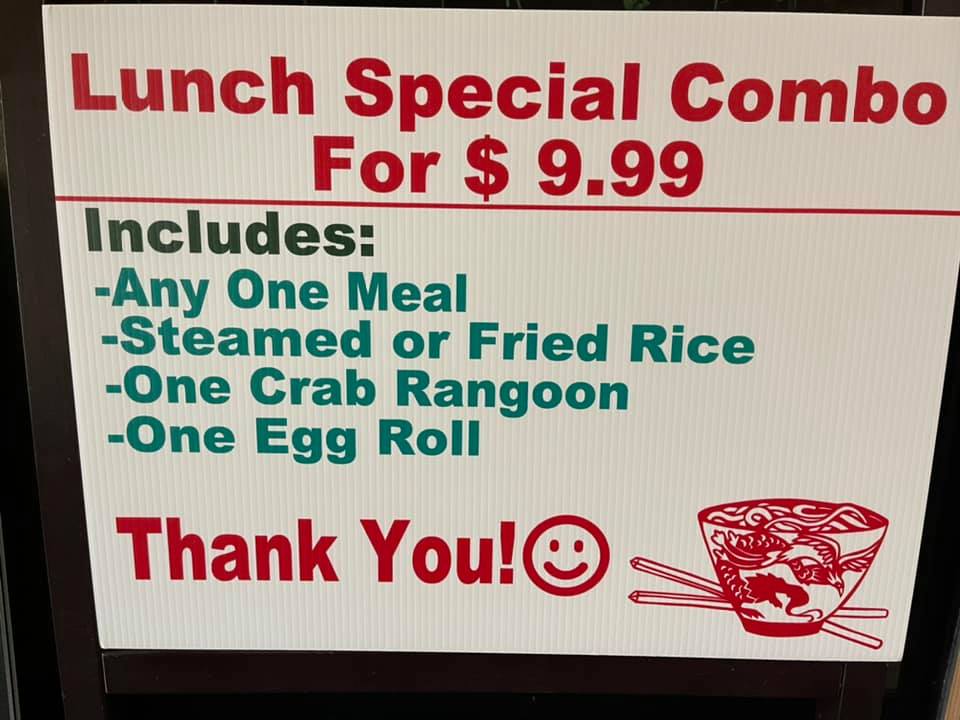 Lunch Special Combo
For $ 9.99
Includes:
-Any One Meal
-Steamed or Fried Rice
-One Crab Rangoon
-One Egg Roll
Thank You!